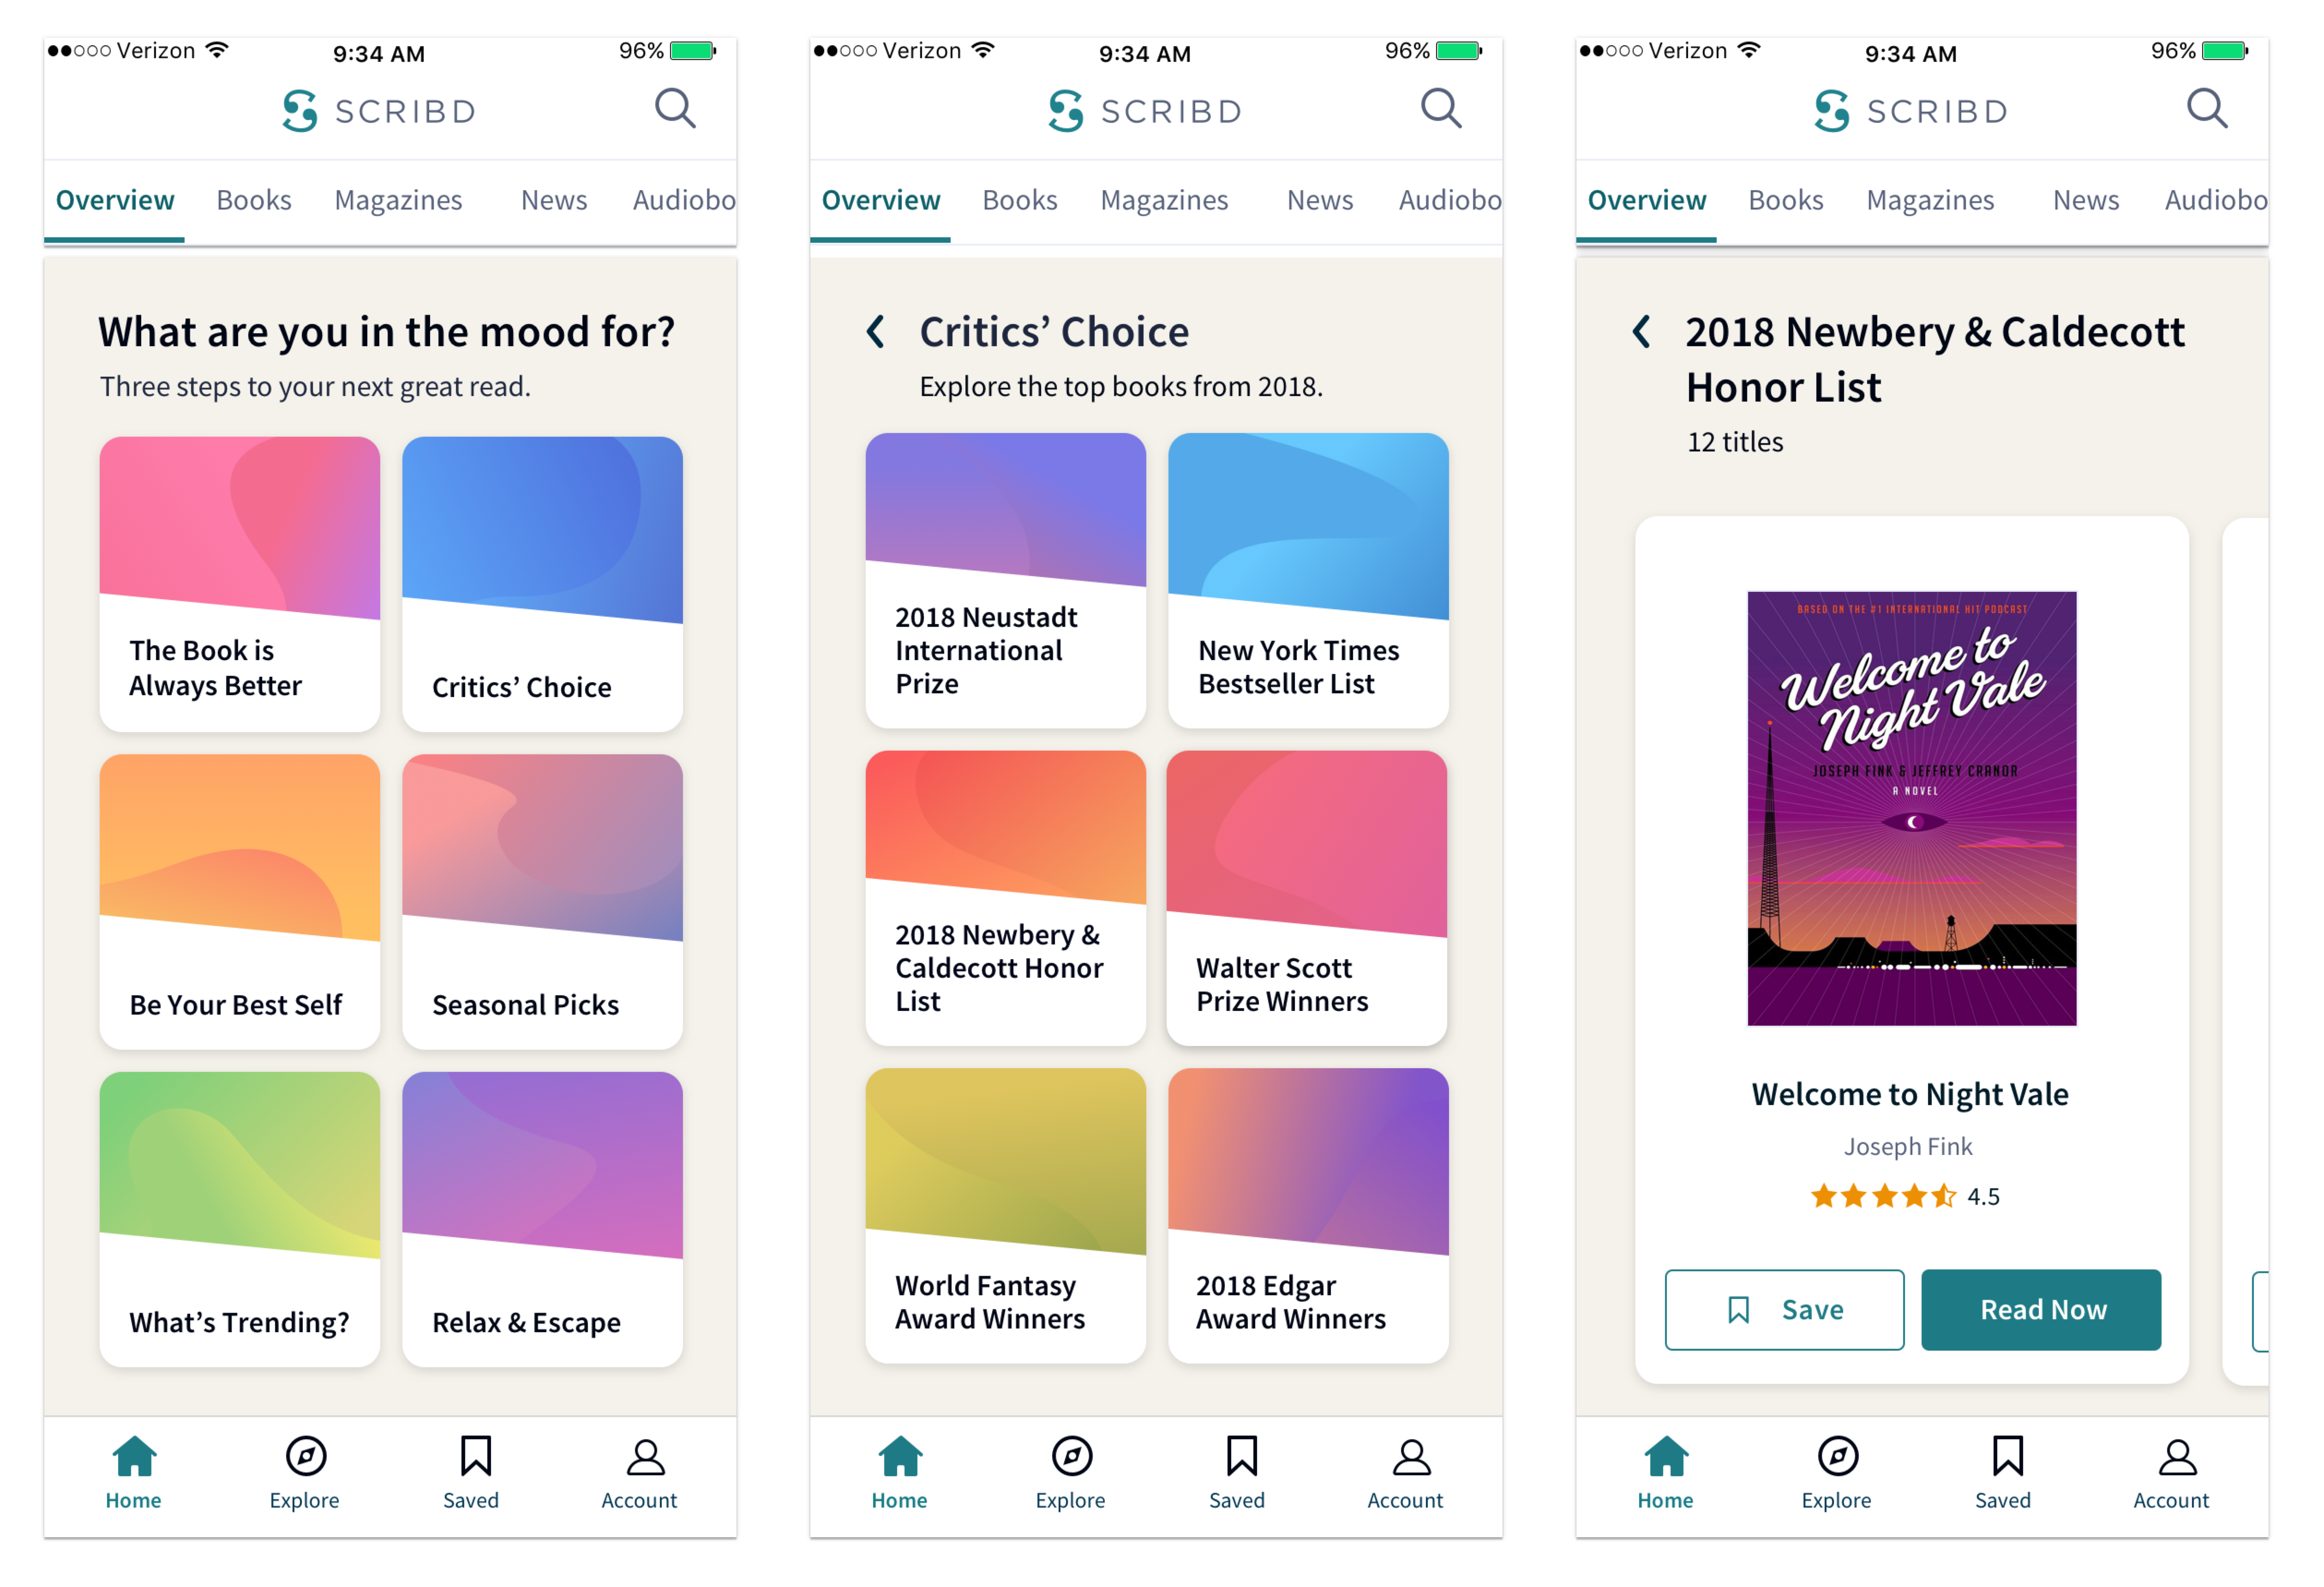 Verizon
9:34 AM
96%
SCRIBD
Overview
Books
Magazines
News
Audiobo
What are you in the mood for?
Three steps to your next great read.
The Book is
Always Better
Critics’ Choice
Be Your Best Self
Seasonal Picks
What’s Trending?
Relax & Escape
Home
Explore
Saved
Account
Verizon
9:34 AM
96%
SCRIBD
Overview
Books
Magazines
News
Audiobo
Critics’ Choice
Explore the top books from 2018.
2018 Neustadt
International
Prize
New York Times
Bestseller List
2018 Newbery &
Caldecott Honor
List
Walter Scott
Prize Winners
World Fantasy
Award Winners
2018 Edgar
Award Winners
Home
Explore
Saved
Account
Verizon
9:34 AM
96%
SCRIBD
Overview
Books
Magazines
News
Audiobo
2018 Newbery & Caldecott
Honor List
12 titles
BASED ON THE #1 INTERNATIONAL HIT PODCAST
Welcome to
Night Vale
JOSEPH FINK & JEFFREY CRANOR
A NOVEL
Welcome to Night Vale
Joseph Fink
4.5
Save
Read Now
Home
Explore
Saved
Account